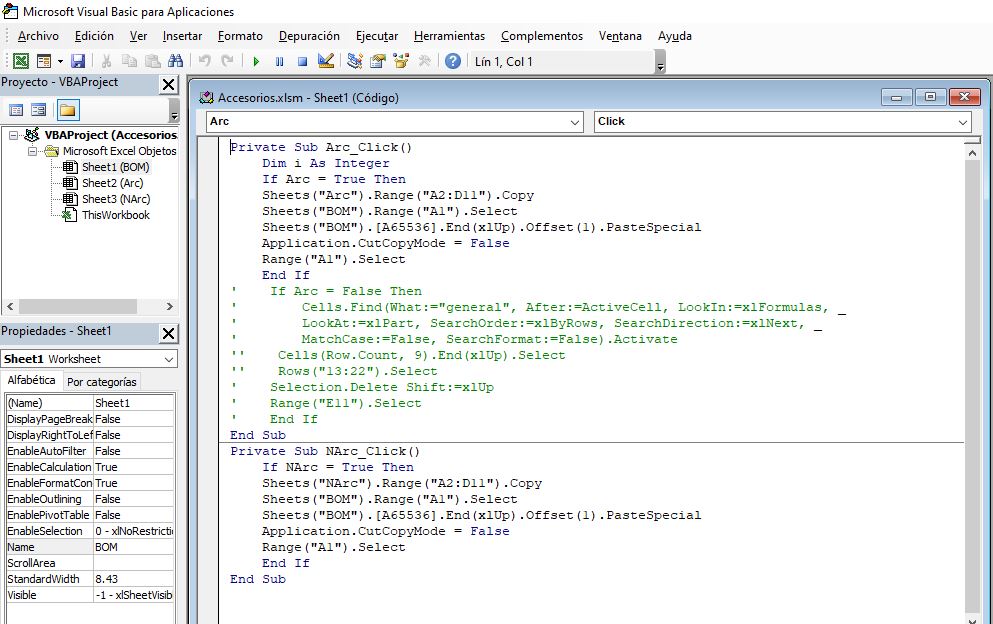 Microsoft Visual Basic para Aplicaciones
Archivo Edición Ver Insertar Formato Depuración Ejecutar Herramientas Complementos Ventana Ayuda
Lín 1, Col 1
Proyecto - VBAProject
VBAProject (Accesorios.
Microsoft Excel Objetos
Sheet1 (BOM)
Sheet2 (Arc)
Sheet3 (NArc)
ThisWorkbook
Propiedades - Sheet1
Sheet1 Worksheet
Alfabética Por categorías
(Name) Sheet1
DisplayPageBreak False
DisplayRightToLef False
EnableAutoFilter False
EnableCalculation True
EnableFormatCon True
EnableOutlining False
EnablePivotTable False
EnableSelection 0 - xlNoRestricti
Name BOM
ScrollArea
StandardWidth 8.43
Visible -1 - xlSheetVisib
Accesorios.xlsm - Sheet1 (Código)
Arc Click
Private Sub Arc_Click()
    Dim i As Integer
    If Arc = True Then
    Sheets("Arc").Range("A2:D11").Copy
    Sheets("BOM").Range("A1").Select
    Sheets("BOM").[A65536].End(xlUp).Offset(1).PasteSpecial
    Application.CutCopyMode = False
    Range("A1").Select
    End If
'    If Arc = False Then
'        Cells.Find(What:="general", After:=ActiveCell, LookIn:=xlFormulas, _
'        LookAt:=xlPart, SearchOrder:=xlByRows, SearchDirection:=xlNext, _
'        MatchCase:=False, SearchFormat:=False).Activate
''    Cells(Row.Count, 9).End(xlUp).Select
''    Rows("13:22").Select
'    Selection.Delete Shift:=xlUp
'    Range("E11").Select
'    End If
End Sub
Private Sub NArc_Click()
    If NArc = True Then
    Sheets("NArc").Range("A2:D11").Copy
    Sheets("BOM").Range("A1").Select
    Sheets("BOM").[A65536].End(xlUp).Offset(1).PasteSpecial
    Application.CutCopyMode = False
    Range("A1").Select
    End If
End Sub